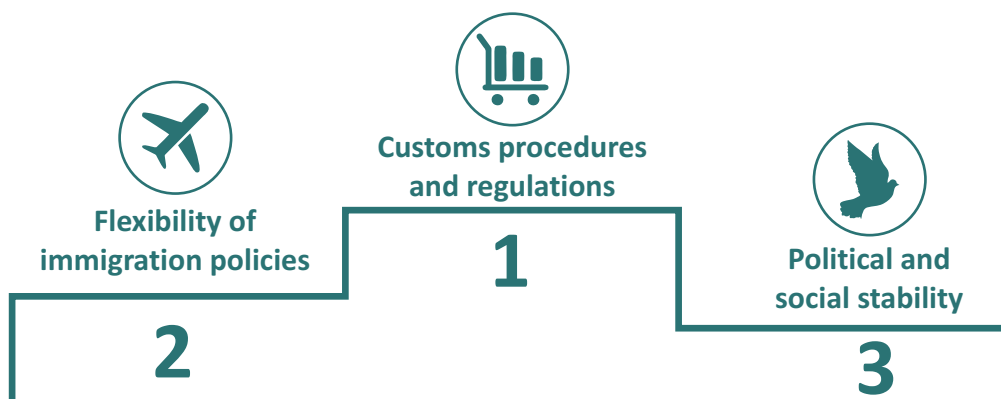 Customs procedures
and regulations
1
Flexibility of
immigration policies
2
Political and
social stability
3